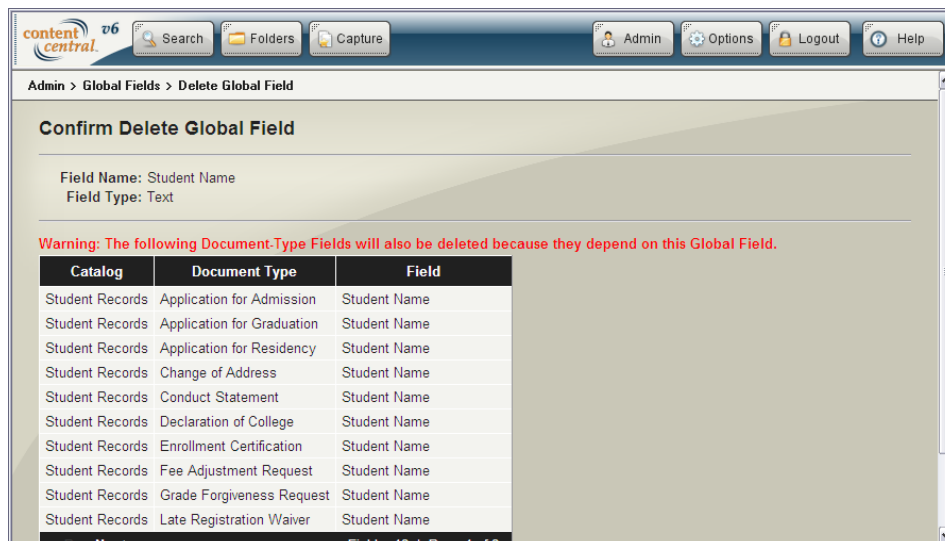 content central v6 Search Folders Capture Admin Options Logout Help
Admin > Global Fields > Delete Global Field
Confirm Delete Global Field
Field Name: Student Name
Field Type: Text
Warning: The following Document-Type Fields will also be deleted because they depend on this Global Field.
Catalog Document Type Field
Student Records Application for Admission Student Name
Student Records Application for Graduation Student Name
Student Records Application for Residency Student Name
Student Records Change of Address Student Name
Student Records Conduct Statement Student Name
Student Records Declaration of College Student Name
Student Records Enrollment Certification Student Name
Student Records Fee Adjustment Request Student Name
Student Records Grade Forgiveness Request Student Name
Student Records Late Registration Waiver Student Name